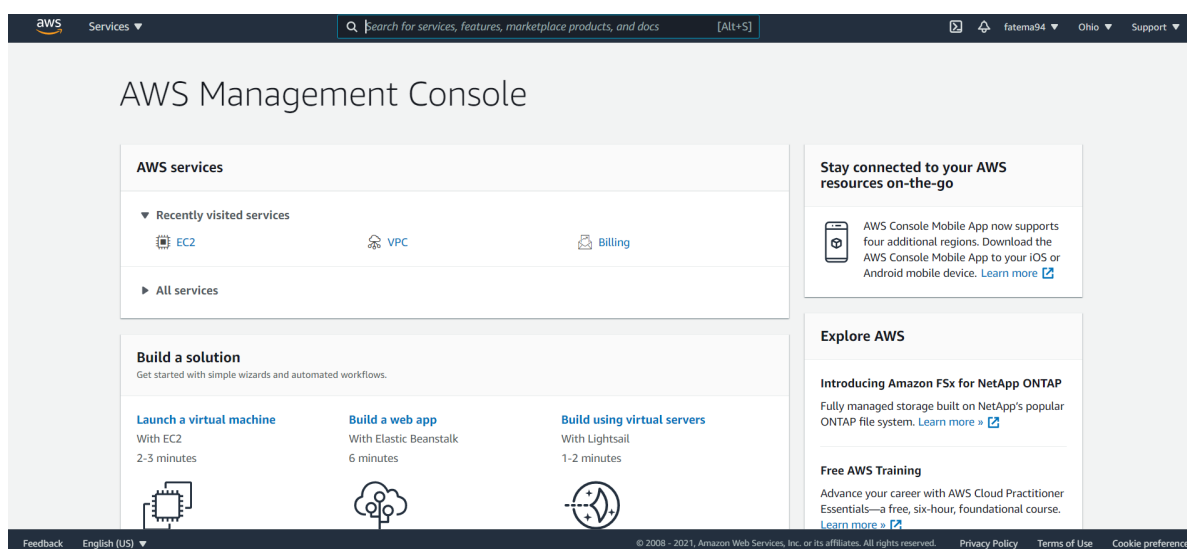 aws
Services ▼
Search for services, features, marketplace products, and docs [Alt+S]
fatema94 ▼
Ohio ▼
Support ▼
AWS Management Console
AWS services
▼ Recently visited services
EC2
VPC
Billing
▶ All services
Build a solution
Get started with simple wizards and automated workflows.
Launch a virtual machine
With EC2
2-3 minutes
Build a web app
With Elastic Beanstalk
6 minutes
Build using virtual servers
With Lightsail
1-2 minutes
Stay connected to your AWS
resources on-the-go
AWS Console Mobile App now supports
four additional regions. Download the
AWS Console Mobile App to your iOS or
Android mobile device. Learn more
Explore AWS
Introducing Amazon FSx for NetApp ONTAP
Fully managed storage built on NetApp's popular
ONTAP file system. Learn more »
Free AWS Training
Advance your career with AWS Cloud Practitioner
Essentials—a free, six-hour, foundational course.
Learn more »
Feedback
English (US) ▼
© 2008 - 2021, Amazon Web Services, Inc. or its affiliates. All rights reserved.
Privacy Policy
Terms of Use
Cookie preference